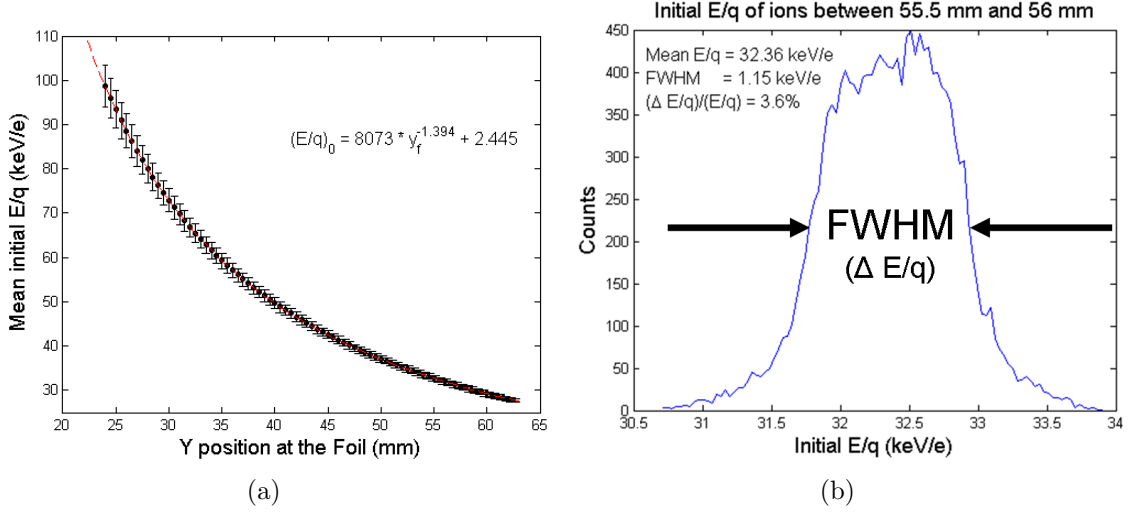 110
100
90
80
70
60
50
40
30
20 25 30 35 40 45 50 55 60 65
Mean initial E/q (keV/e)
Y position at the Foil (mm)
(E/q)₀ = 8073 * y_f^-1.394 + 2.445
(a)
Initial E/q of ions between 55.5 mm and 56 mm
450
400
350
300
250
200
150
100
50
0
30.5 31 31.5 32 32.5 33 33.5 34
Counts
Initial E/q (keV/e)
Mean E/q = 32.36 keV/e
FWHM = 1.15 keV/e
(Δ E/q)/(E/q) = 3.6%
FWHM
(Δ E/q)
(b)